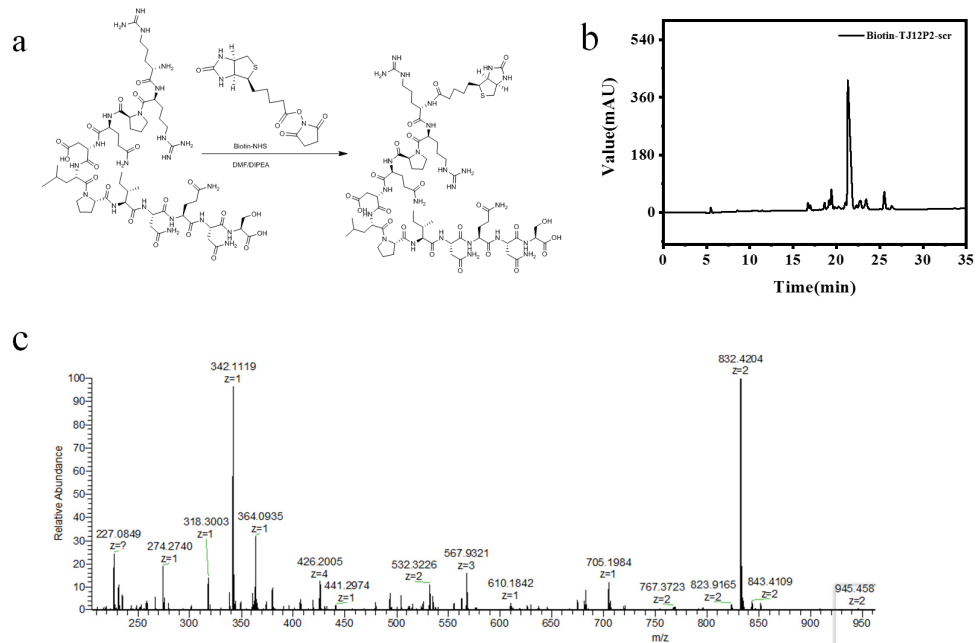 a
Biotin-NHS
DMF/DIPEA
b
Biotin-TJ12P2-scr
Value(mAU)
540
360
180
0
0
5
10
15
20
25
30
35
Time(min)
c
Relative Abundance
100
90
80
70
60
50
40
30
20
10
0
227.0849
z=?
274.2740
z=1
318.3003
z=1
342.1119
z=1
364.0935
z=1
426.2005
z=4
441.2974
z=1
532.3226
z=2
567.9321
z=3
610.1842
z=1
705.1984
z=1
767.3723
z=2
823.9165
z=2
832.4204
z=2
843.4109
z=2
945.458
z=2
250
300
350
400
450
500
550
600
650
700
750
800
850
900
950
m/z